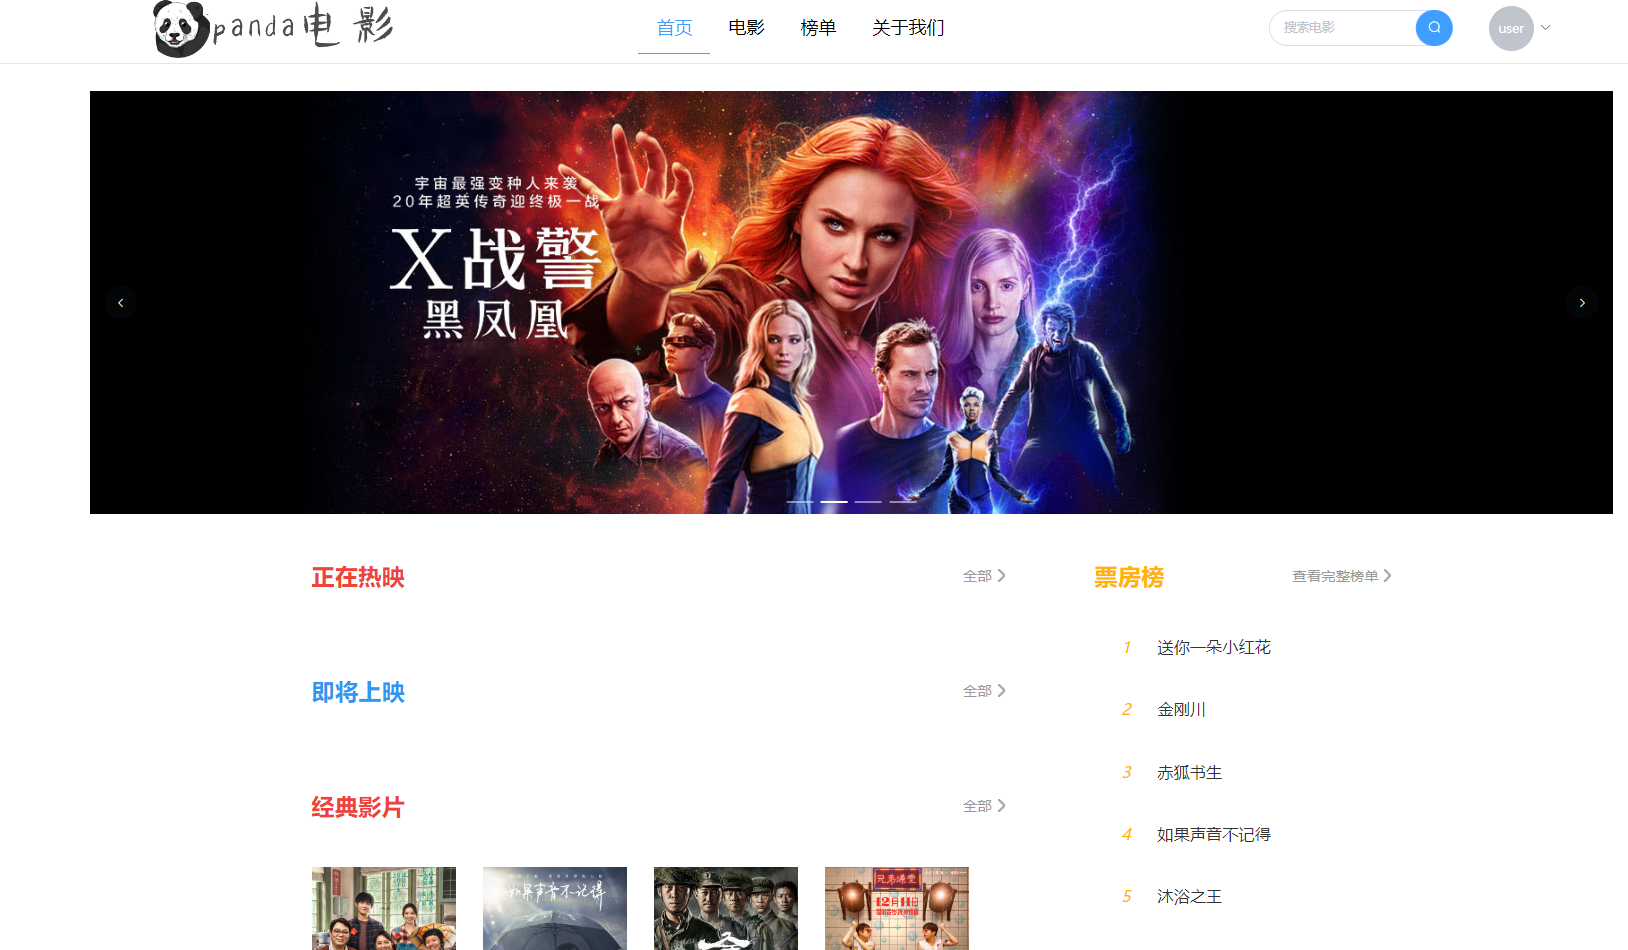 panda电影
首页
电影
榜单
关于我们
搜索电影
user
宇宙最强变种人来袭
20年超英传奇迎终极一战
X战警
黑凤凰
正在热映
全部
票房榜
查看完整榜单
1 送你一朵小红花
即将上映
全部
2 金刚川
3 赤狐书生
经典影片
全部
4 如果声音不记得
5 沐浴之王
如果声音不记得
兄弟澡堂
12月11日